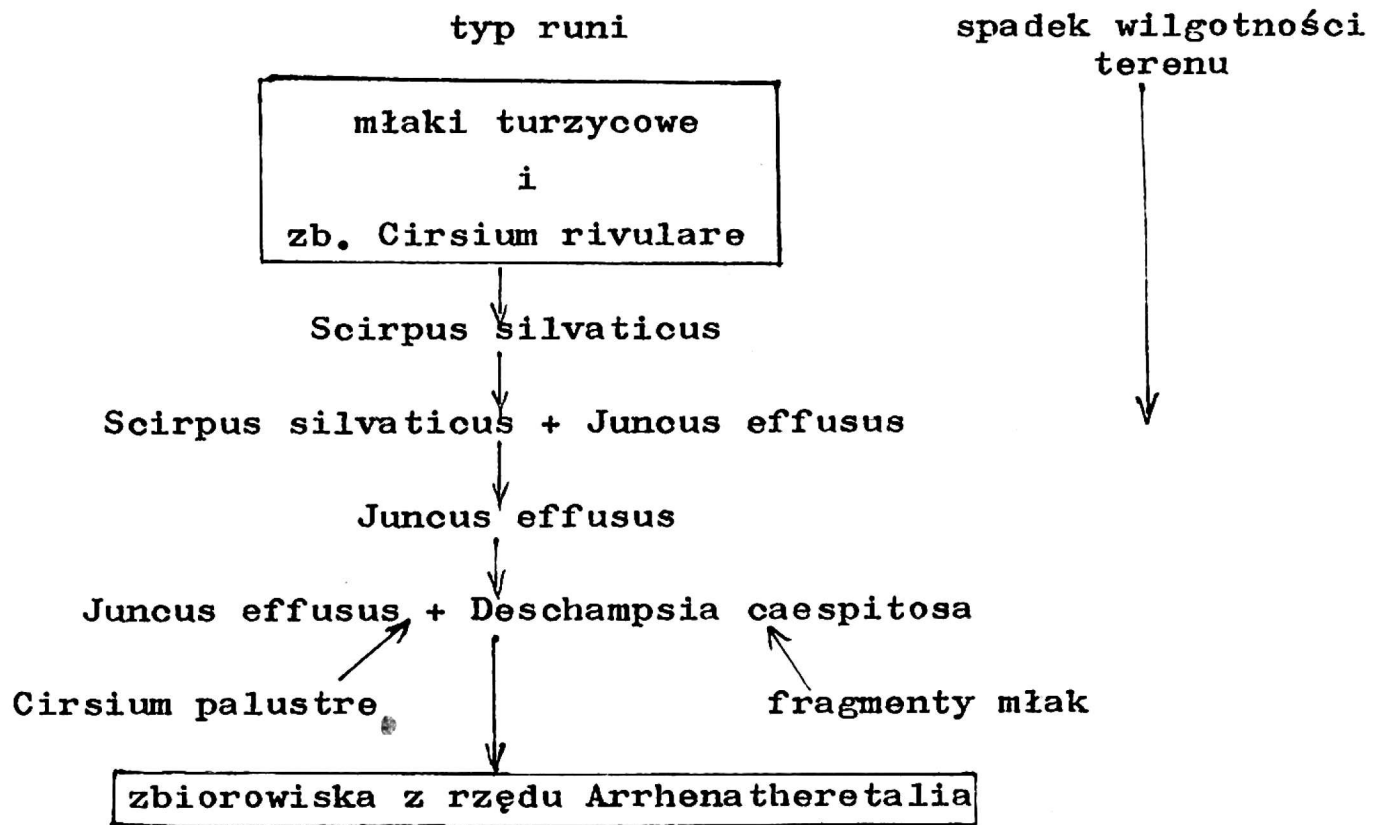 typ runi
spadek wilgotności
terenu
młaki turzycowe
i
zb. Cirsium rivulare
Scirpus silvaticus
Scirpus silvaticus + Juncus effusus
Juncus effusus
Juncus effusus + Deschampsia caespitosa
Cirsium palustre
fragmenty młak
zbiorowiska z rzędu Arrhenatheretalia